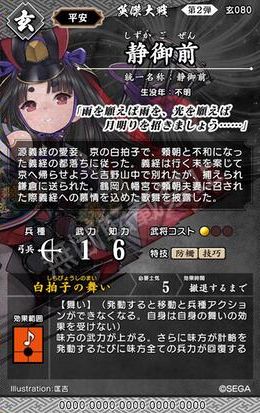 玄
平安
英傑大戦
第2弾
玄080
しずかごぜん
静御前
統一名称:静御前
生没年:不明
「雨を願えば雨を、光を願えば
月明りを招きましょう……」
源義経の愛妾。京の白拍子で、頼朝と不和になっ
た義経の都落ちに従った。義経は行く末を案じて
京へ帰らせようと吉野山中で別れたが、捕えられ
鎌倉に送られた。鶴岡八幡宮で頼朝夫妻に召され
た際義経への慕情を込めた歌舞を披露した。
兵種 武力 知力 武将コスト
弓兵 1 6 特技 防柵 技巧
しらびょうしのまい
白拍子の舞い
必要士気 5
効果時間 撤退するまで
効果範囲
【舞い】(発動すると移動と兵種アクショ
ンができなくなる。自身は自身の舞いの効
果を受けない)
味方の武力が上がる。さらに味方が計略を
発動するたびに味方全ての兵力が回復する
Illustration:匡吉
©SEGA
0000-0000-0000-0000-0000